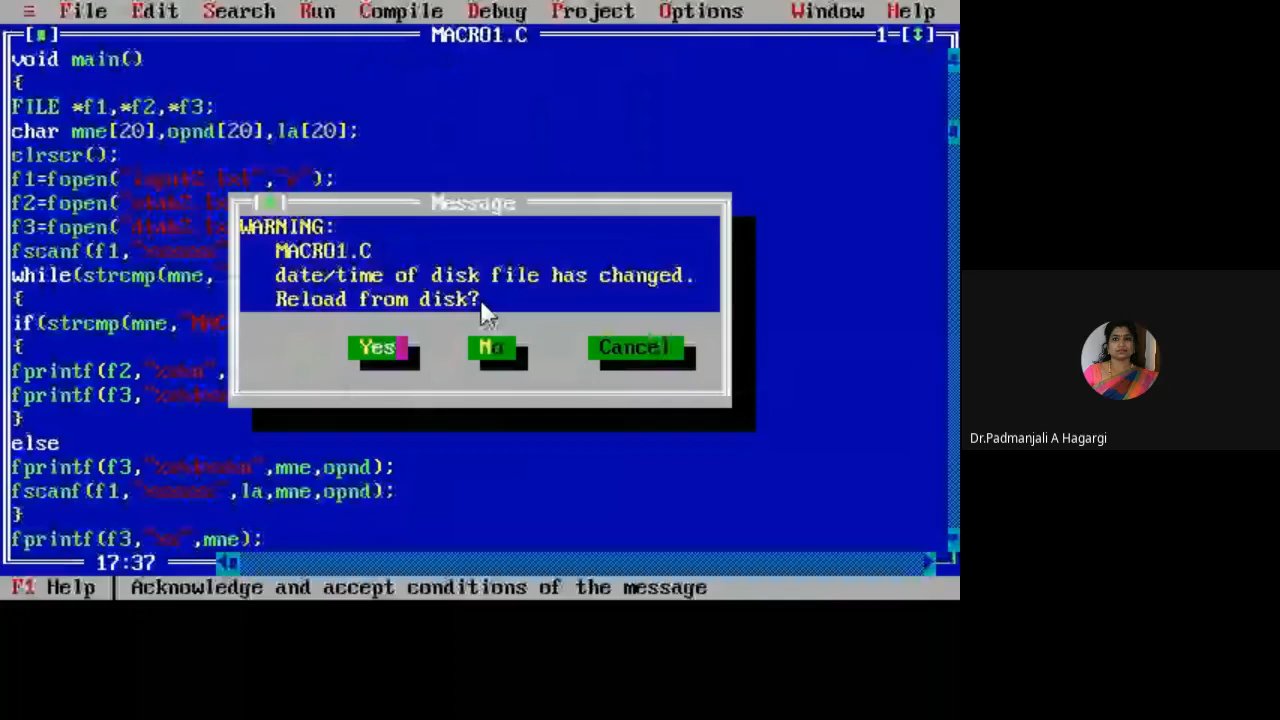 ≡ File Edit Search Run Compile Debug Project Options Window Help
MACRO1.C 1
void main()
{
FILE *f1,*f2,*f3;
char mne[20],opnd[20],la[20];
clrscr();
f1=fopen(
f2=fopen(
f3=fopen(
fscanf(f1,
while(strcmp(mne,
{
if(strcmp(mne,
{
fprintf(f2,
fprintf(f3,
}
else
fprintf(f3, ,mne,opnd);
fscanf(f1, ,la,mne,opnd);
}
fprintf(f3, ,mne);
17:37
Message
WARNING:
MACRO1.C
date/time of disk file has changed.
Reload from disk?
Yes No Cancel
F1 Help Acknowledge and accept conditions of the message
Dr.Padmanjali A Hagargi